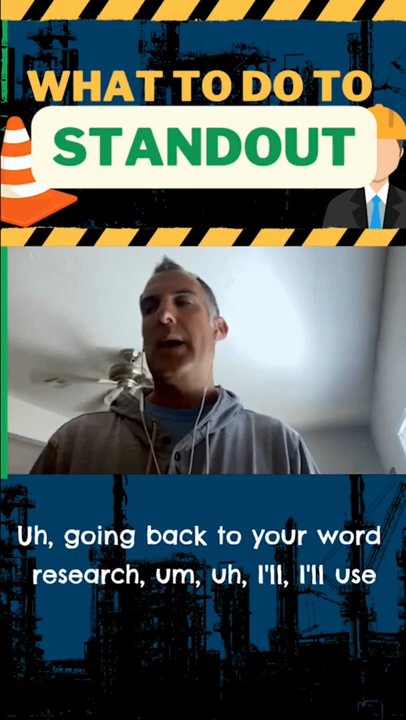 WHAT TO DO TO
STANDOUT
Uh, going back to your word
research, um, uh, I'll, I'll use